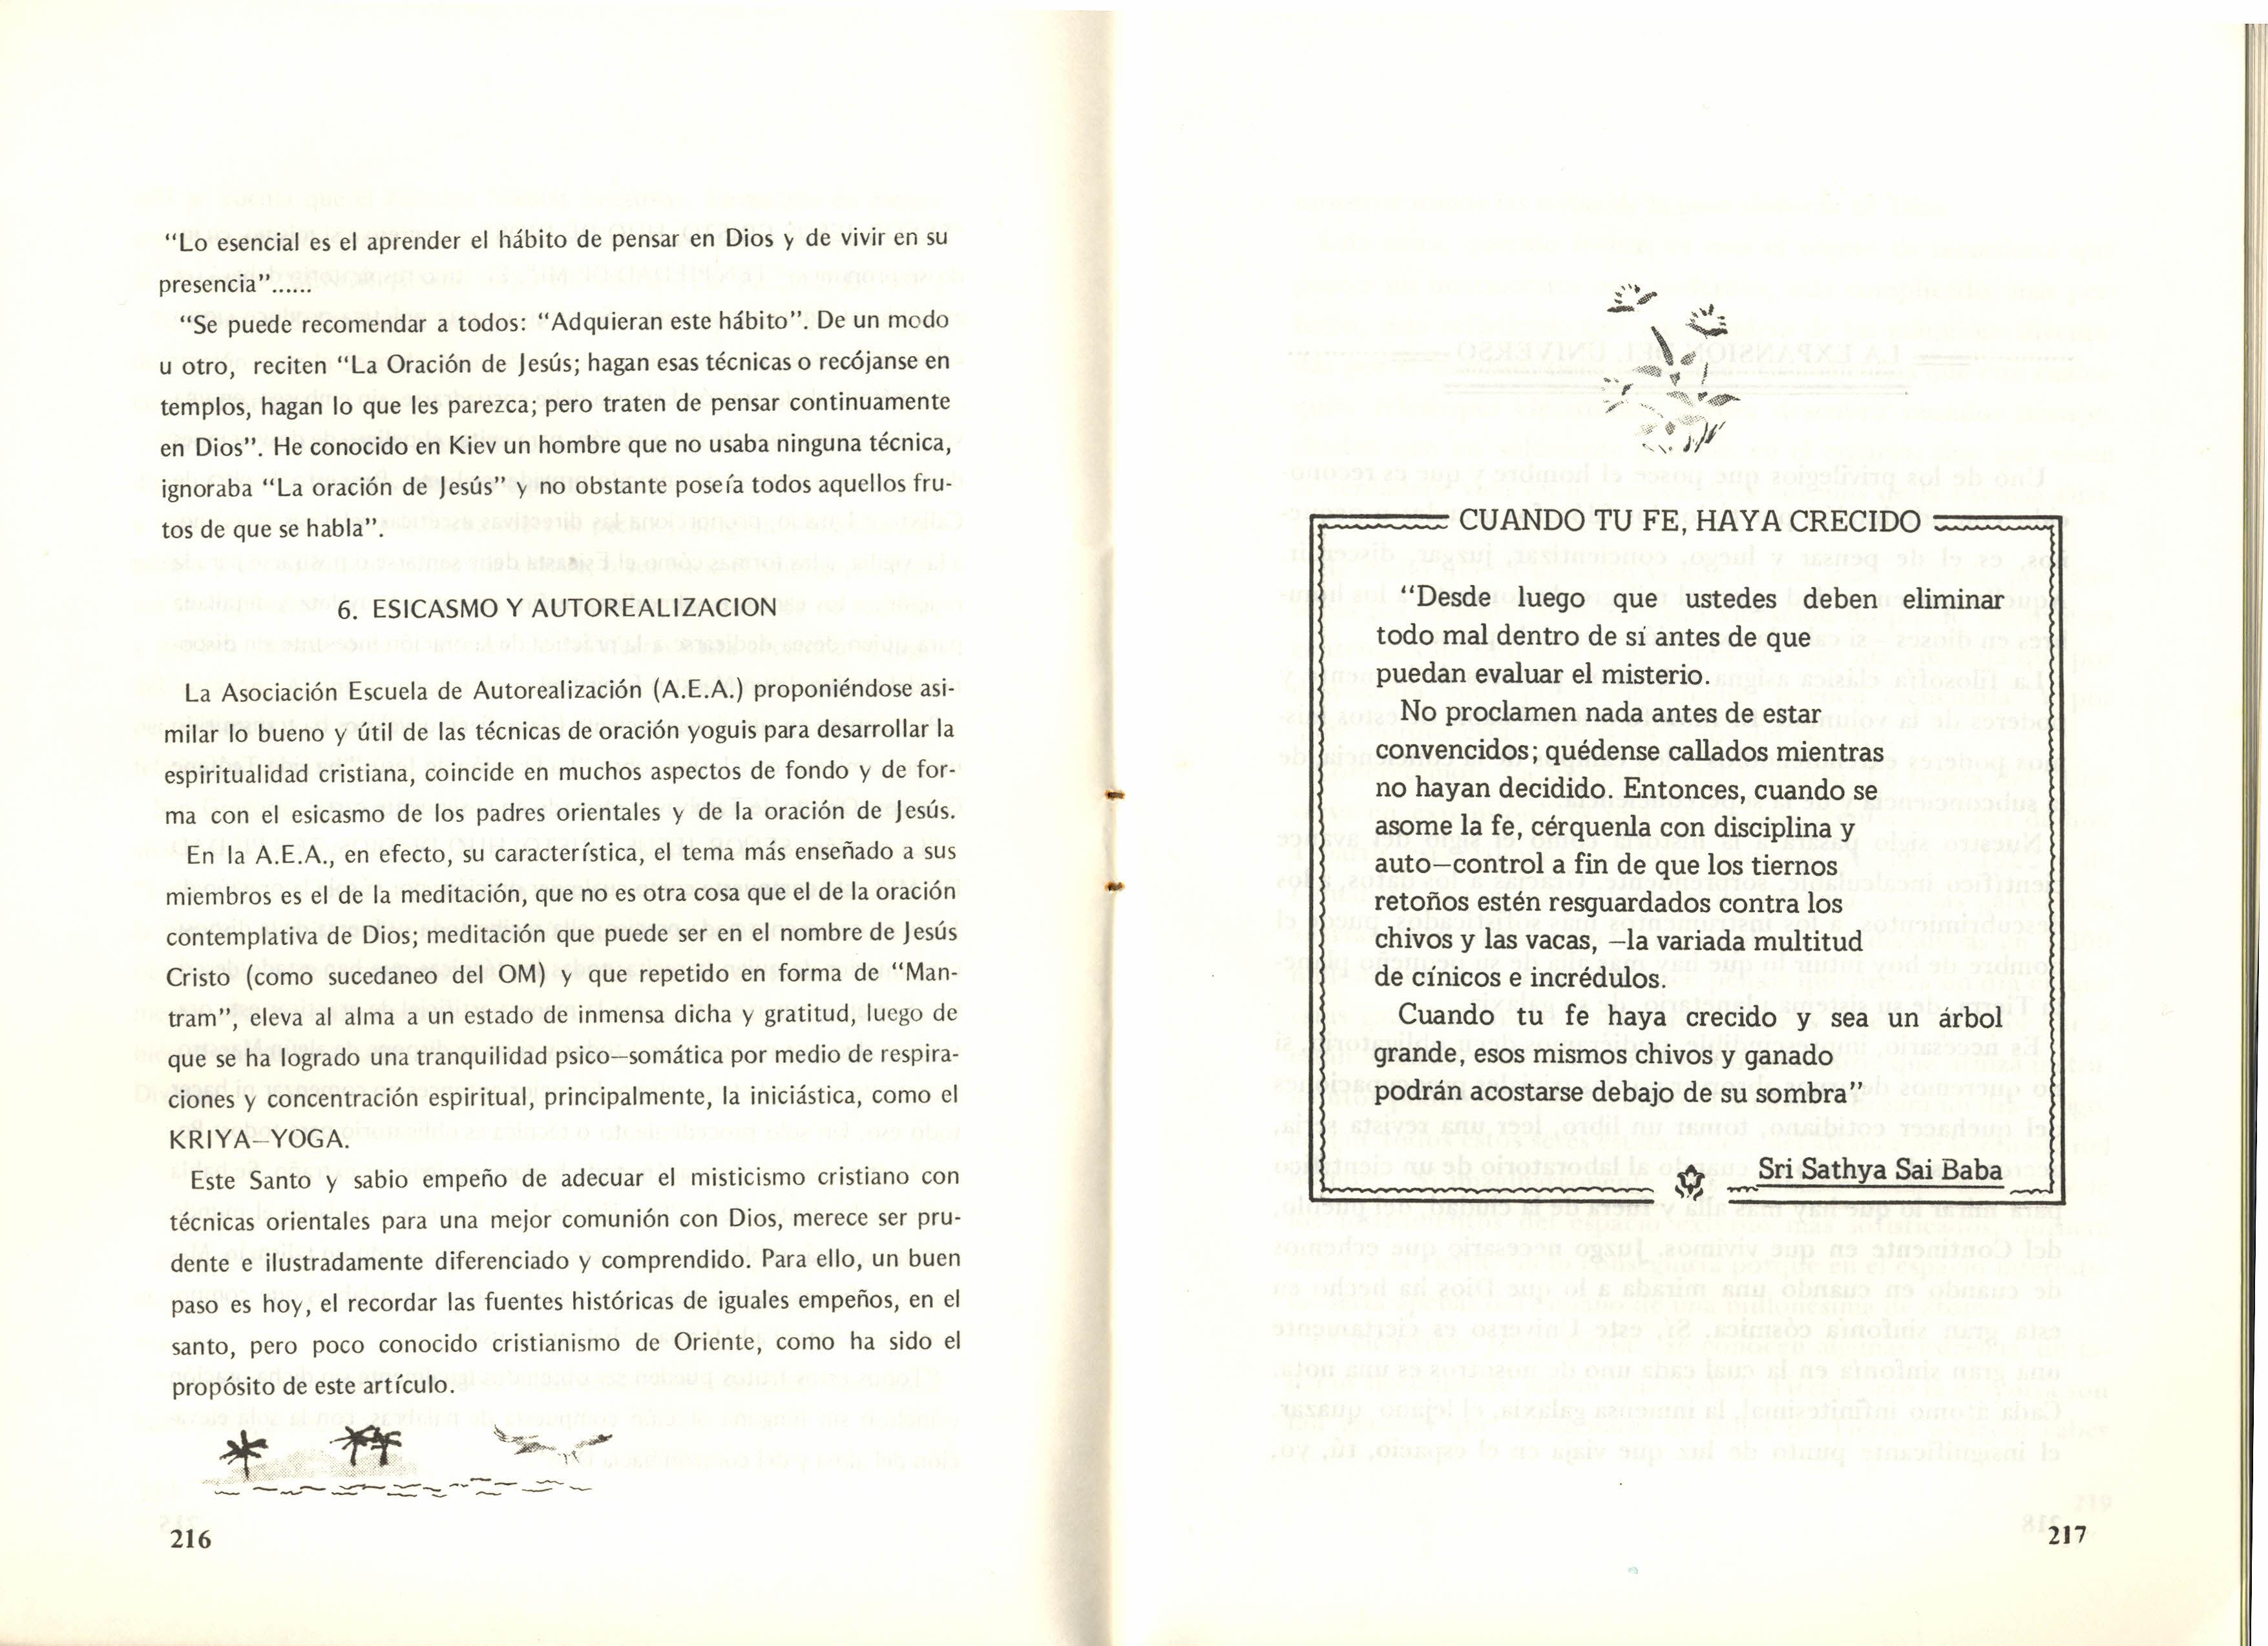 “Lo esencial es el aprender el hábito de pensar en Dios y de vivir en su
presencia”......
“Se puede recomendar a todos: “Adquieran este hábito”. De un modo
u otro, reciten “La Oración de Jesús; hagan esas técnicas o recójanse en
templos, hagan lo que les parezca; pero traten de pensar continuamente
en Dios”. He conocido en Kiev un hombre que no usaba ninguna técnica,
ignoraba “La oración de Jesús” y no obstante poseía todos aquellos fru-
tos de que se habla”.
6. ESICASMO Y AUTOREALIZACION
La Asociación Escuela de Autorealización (A.E.A.) proponiéndose asi-
milar lo bueno y útil de las técnicas de oración yoguis para desarrollar la
espiritualidad cristiana, coincide en muchos aspectos de fondo y de for-
ma con el esicasmo de los padres orientales y de la oración de Jesús.
En la A.E.A., en efecto, su característica, el tema más enseñado a sus
miembros es el de la meditación, que no es otra cosa que el de la oración
contemplativa de Dios; meditación que puede ser en el nombre de Jesús
Cristo (como sucedaneo del OM) y que repetido en forma de “Man-
tram”, eleva al alma a un estado de inmensa dicha y gratitud, luego de
que se ha logrado una tranquilidad psico—somática por medio de respira-
ciones y concentración espiritual, principalmente, la iniciástica, como el
KRIYA—YOGA.
Este Santo y sabio empeño de adecuar el misticismo cristiano con
técnicas orientales para una mejor comunión con Dios, merece ser pru-
dente e ilustradamente diferenciado y comprendido. Para ello, un buen
paso es hoy, el recordar las fuentes históricas de iguales empeños, en el
santo, pero poco conocido cristianismo de Oriente, como ha sido el
propósito de este artículo.
216
CUANDO TU FE, HAYA CRECIDO
“Desde luego que ustedes deben eliminar
todo mal dentro de sí antes de que
puedan evaluar el misterio.
No proclamen nada antes de estar
convencidos; quédense callados mientras
no hayan decidido. Entonces, cuando se
asome la fe, cérquenla con disciplina y
auto—control a fin de que los tiernos
retoños estén resguardados contra los
chivos y las vacas, —la variada multitud
de cínicos e incrédulos.
Cuando tu fe haya crecido y sea un árbol
grande, esos mismos chivos y ganado
podrán acostarse debajo de su sombra”
Sri Sathya Sai Baba
217